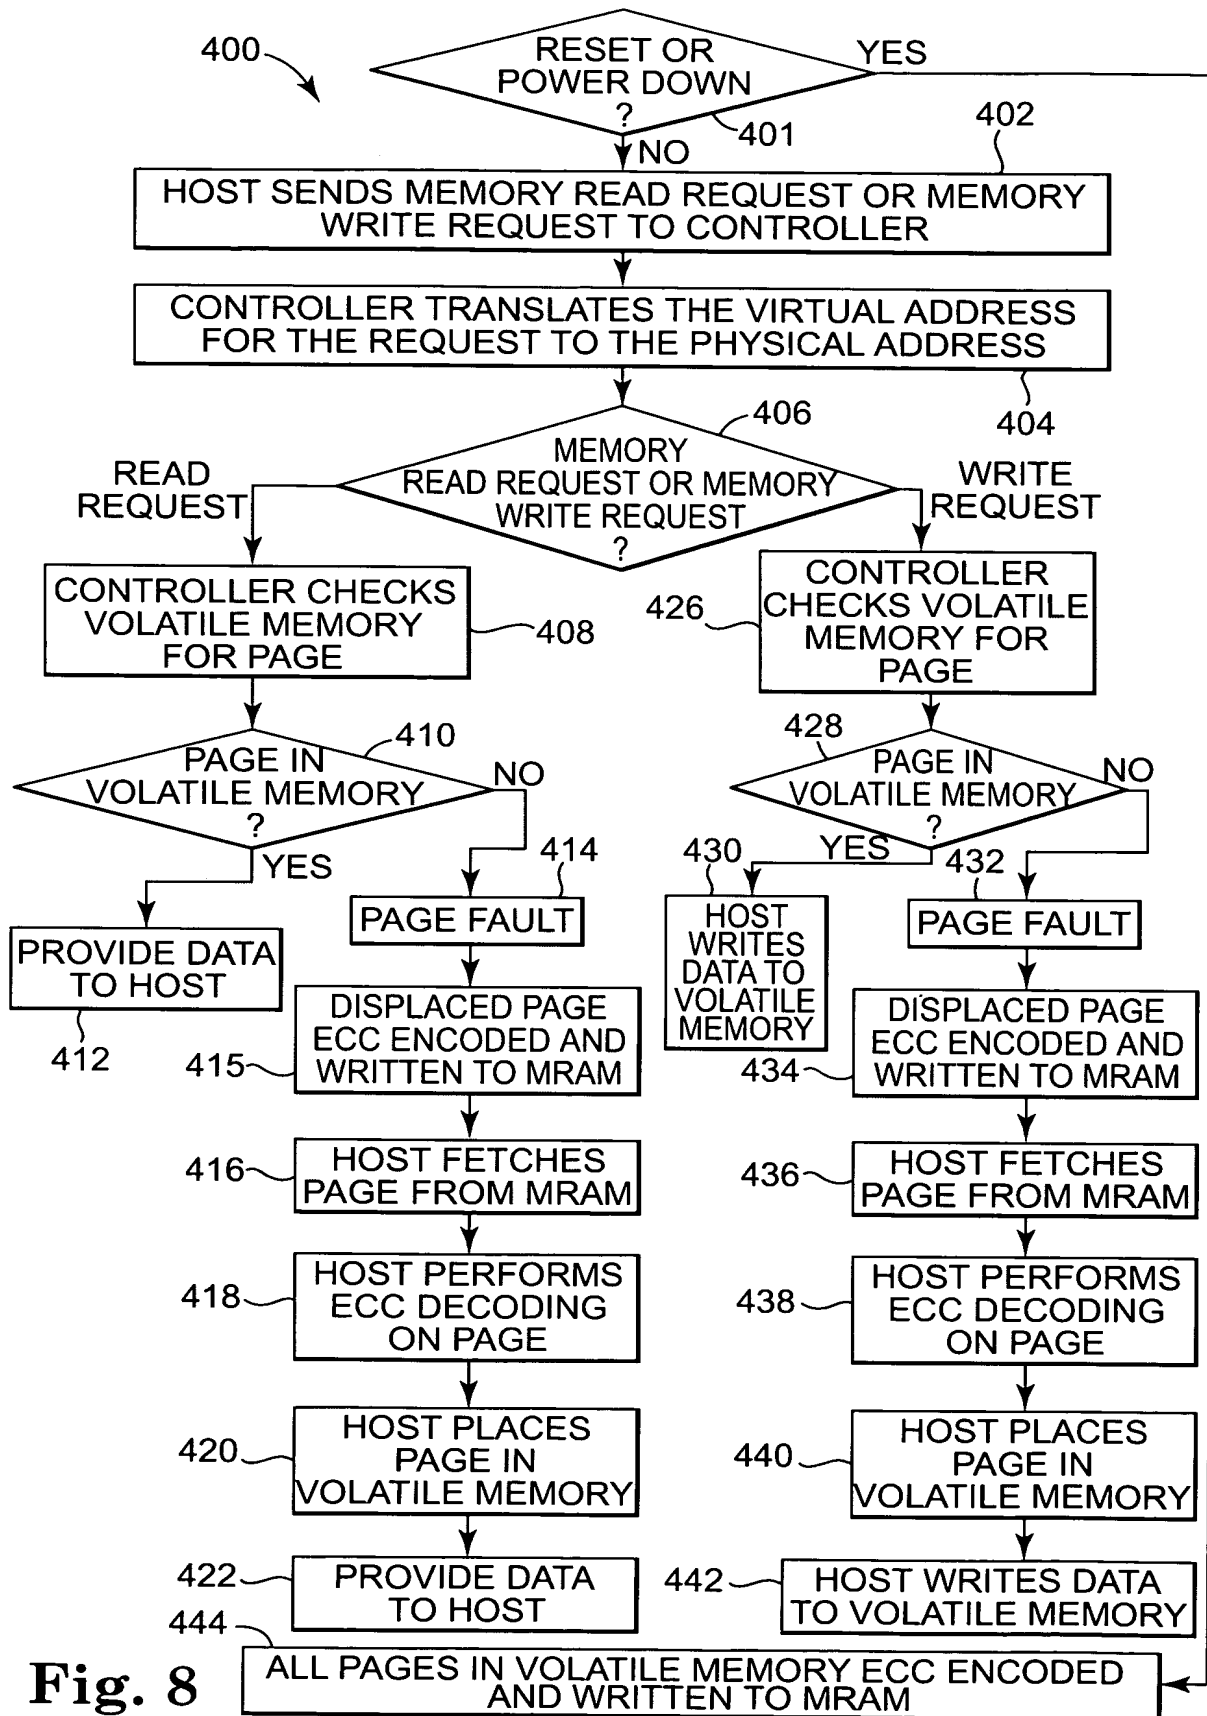 400
RESET OR
POWER DOWN
?
YES
401
NO
402
HOST SENDS MEMORY READ REQUEST OR MEMORY
WRITE REQUEST TO CONTROLLER
CONTROLLER TRANSLATES THE VIRTUAL ADDRESS
FOR THE REQUEST TO THE PHYSICAL ADDRESS
404
406
MEMORY
READ REQUEST OR MEMORY
WRITE REQUEST
?
READ
REQUEST
WRITE
REQUEST
CONTROLLER CHECKS
VOLATILE MEMORY
FOR PAGE
408
426
CONTROLLER
CHECKS VOLATILE
MEMORY FOR
PAGE
410
PAGE IN
VOLATILE MEMORY
?
NO
YES
428
PAGE IN
VOLATILE MEMORY
?
NO
YES
PROVIDE DATA
TO HOST
412
414
PAGE FAULT
430
HOST
WRITES
DATA TO
VOLATILE
MEMORY
432
PAGE FAULT
DISPLACED PAGE
ECC ENCODED AND
WRITTEN TO MRAM
415
DISPLACED PAGE
ECC ENCODED AND
WRITTEN TO MRAM
434
416
HOST FETCHES
PAGE FROM MRAM
436
HOST FETCHES
PAGE FROM MRAM
418
HOST PERFORMS
ECC DECODING
ON PAGE
438
HOST PERFORMS
ECC DECODING
ON PAGE
420
HOST PLACES
PAGE IN
VOLATILE MEMORY
440
HOST PLACES
PAGE IN
VOLATILE MEMORY
422
PROVIDE DATA
TO HOST
442
HOST WRITES DATA
TO VOLATILE MEMORY
444
ALL PAGES IN VOLATILE MEMORY ECC ENCODED
AND WRITTEN TO MRAM
Fig. 8